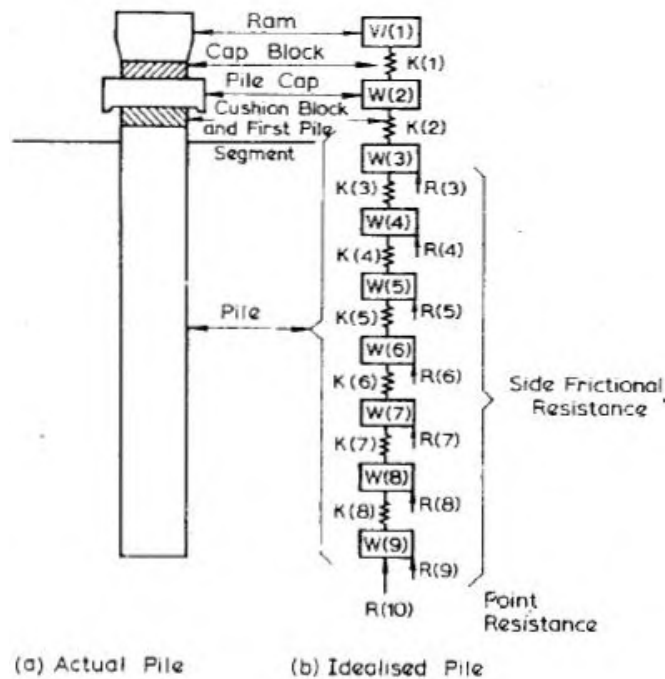 Ram
W(1)
Cap Block
K(1)
Pile Cap
W(2)
Cushion Block
and First Pile
K(2)
Segment
W(3)
K(3)
R(3)
W(4)
K(4)
R(4)
W(5)
Pile
K(5)
R(5)
W(6)
K(6)
R(6)
Side Frictional
Resistance
W(7)
K(7)
R(7)
W(8)
K(8)
R(8)
W(9)
R(9)
R(10)
Point
Resistance
(a) Actual Pile
(b) Idealised Pile